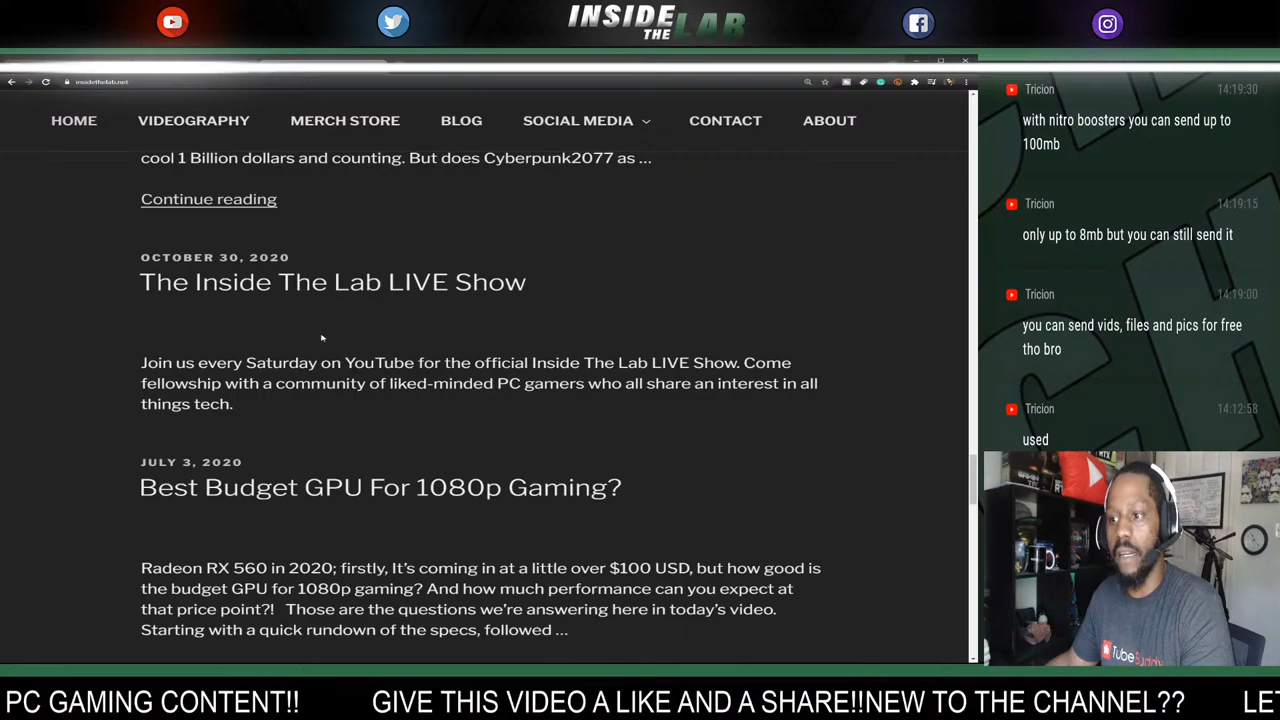 INSIDE
THE LAB
insidethelab.net
HOME VIDEOGRAPHY MERCH STORE BLOG SOCIAL MEDIA CONTACT ABOUT
cool 1 Billion dollars and counting. But does Cyberpunk2077 as ...
Continue reading
OCTOBER 30, 2020
The Inside The Lab LIVE Show
Join us every Saturday on YouTube for the official Inside The Lab LIVE Show. Come
fellowship with a community of liked-minded PC gamers who all share an interest in all
things tech.
JULY 3, 2020
Best Budget GPU For 1080p Gaming?
Radeon RX 560 in 2020; firstly, It's coming in at a little over $100 USD, but how good is
the budget GPU for 1080p gaming? And how much performance can you expect at
that price point?! Those are the questions we're answering here in today's video.
Starting with a quick rundown of the specs, followed ...
Tricion 14:19:30
with nitro boosters you can send up to
100mb
Tricion 14:19:15
only up to 8mb but you can still send it
Tricion 14:19:00
you can send vids, files and pics for free
tho bro
Tricion 14:12:58
used
PC GAMING CONTENT!! GIVE THIS VIDEO A LIKE AND A SHARE!!NEW TO THE CHANNEL?? LET